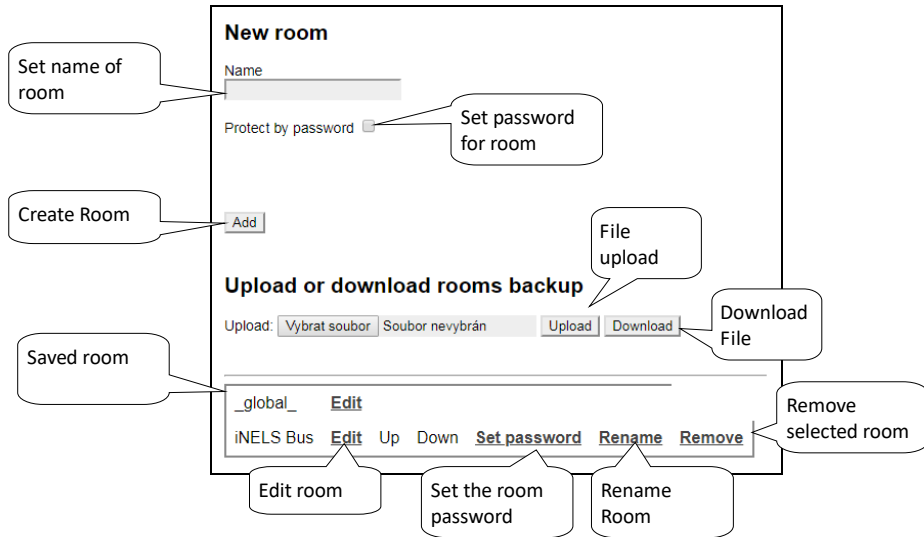 New room
Set name of
room
Name
Protect by password
Set password
for room
Create Room
Add
File
upload
Upload or download rooms backup
Upload: Vybrat soubor Soubor nevybrán Upload Download
Download
File
Saved room
_global_ Edit
iNELS Bus Edit Up Down Set password Rename Remove
Remove
selected room
Edit room
Set the room
password
Rename
Room